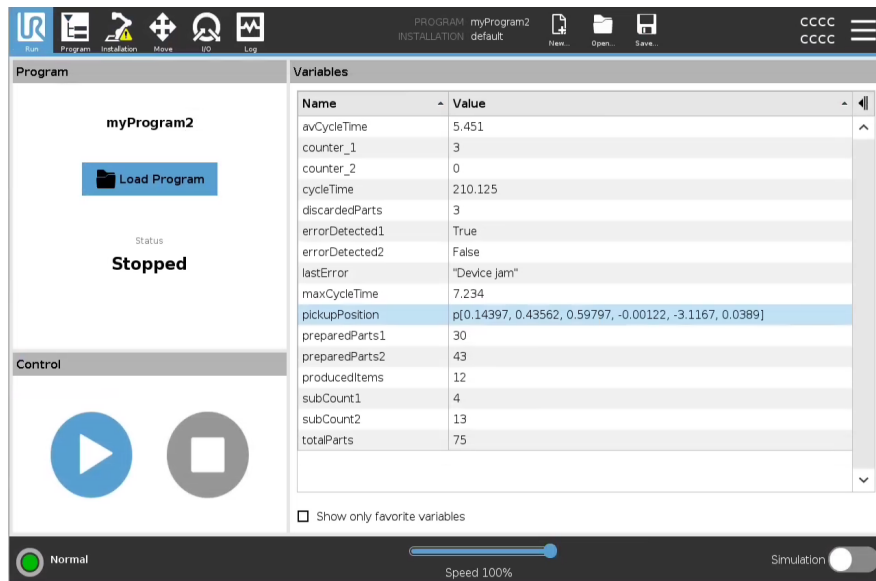 UR
PROGRAM myProgram2
INSTALLATION default
CCCC
CCCC
Run Program Installation Move I/O Log New... Open... Save...
Program
myProgram2
Load Program
Status
Stopped
Control
Variables
Name Value
avCycleTime 5.451
counter_1 3
counter_2 0
cycleTime 210.125
discardedParts 3
errorDetected1 True
errorDetected2 False
lastError "Device jam"
maxCycleTime 7.234
pickupPosition p[0.14397, 0.43562, 0.59797, -0.00122, -3.1167, 0.0389]
preparedParts1 30
preparedParts2 43
producedItems 12
subCount1 4
subCount2 13
totalParts 75
Show only favorite variables
Normal
Speed 100%
Simulation